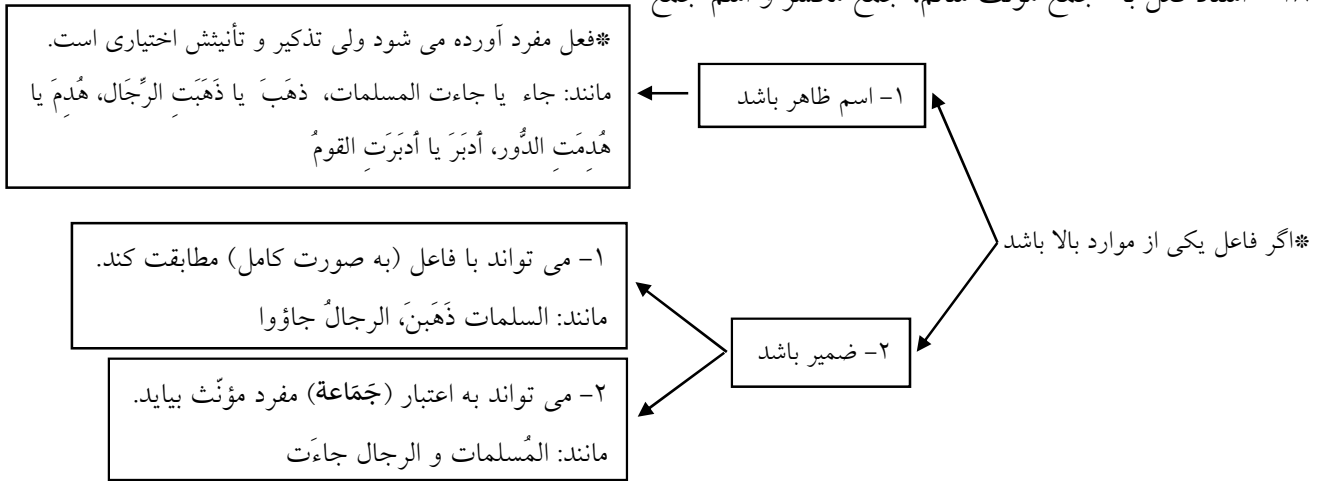 *فعل مفرد آورده می شود ولی تذکیر و تأنیثش اختیاری است.
مانند: جاء یا جاءت المسلمات، ذهَبَ یا ذَهَبَتِ الرِّجَال، هُدِمَ یا
هُدِمَتِ الدُّور، أدبَرَ یا أدبَرَتِ القومُ
۱- اسم ظاهر باشد
*اگر فاعل یکی از موارد بالا باشد
۱- می تواند با فاعل (به صورت کامل) مطابقت کند.
مانند: السلمات ذَهَبنَ، الرجالُ جاؤوا
۲- ضمیر باشد
۲- می تواند به اعتبار (جَمَاعة) مفرد مؤنّث بیاید.
مانند: المُسلمات و الرجال جاءَت